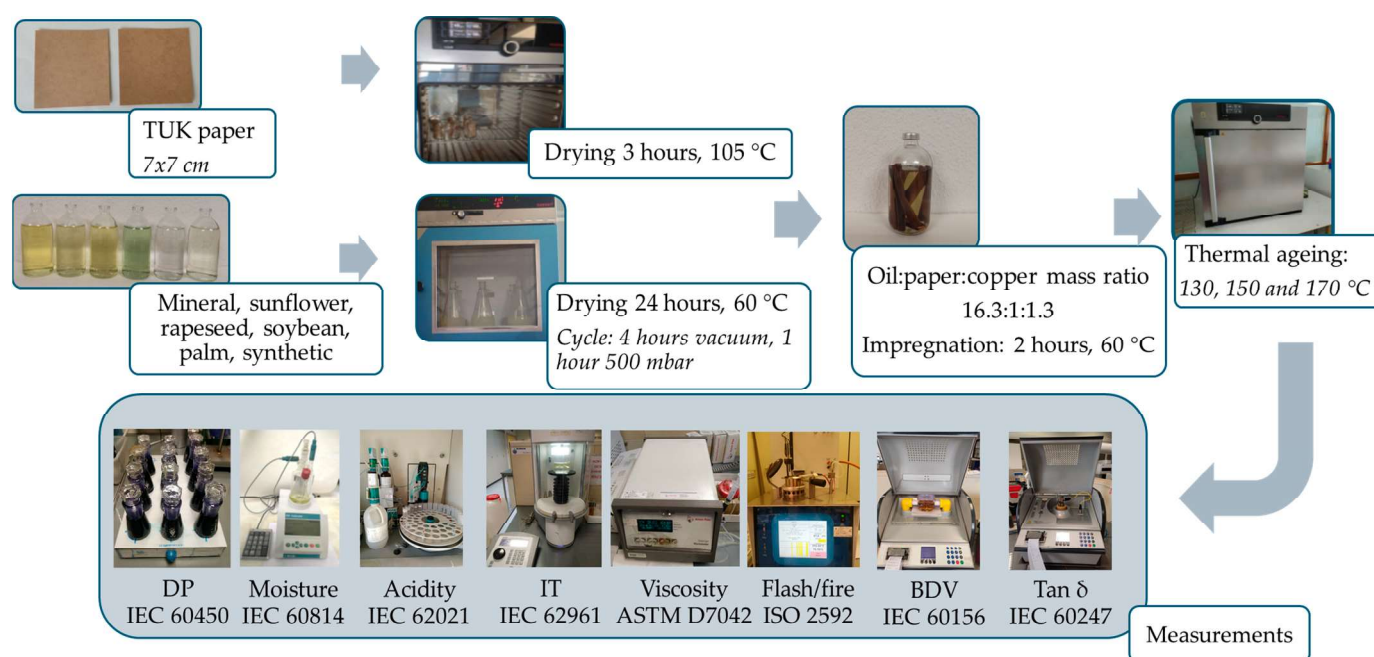 TUK paper
7x7 cm
Drying 3 hours, 105 °C
Mineral, sunflower,
rapeseed, soybean,
palm, synthetic
Drying 24 hours, 60 °C
Cycle: 4 hours vacuum, 1
hour 500 mbar
Oil:paper:copper mass ratio
16.3:1:1.3
Impregnation: 2 hours, 60 °C
Thermal ageing:
130, 150 and 170 °C
DP
IEC 60450
Moisture
IEC 60814
Acidity
IEC 62021
IT
IEC 62961
Viscosity
ASTM D7042
Flash/fire
ISO 2592
BDV
IEC 60156
Tan δ
IEC 60247
Measurements